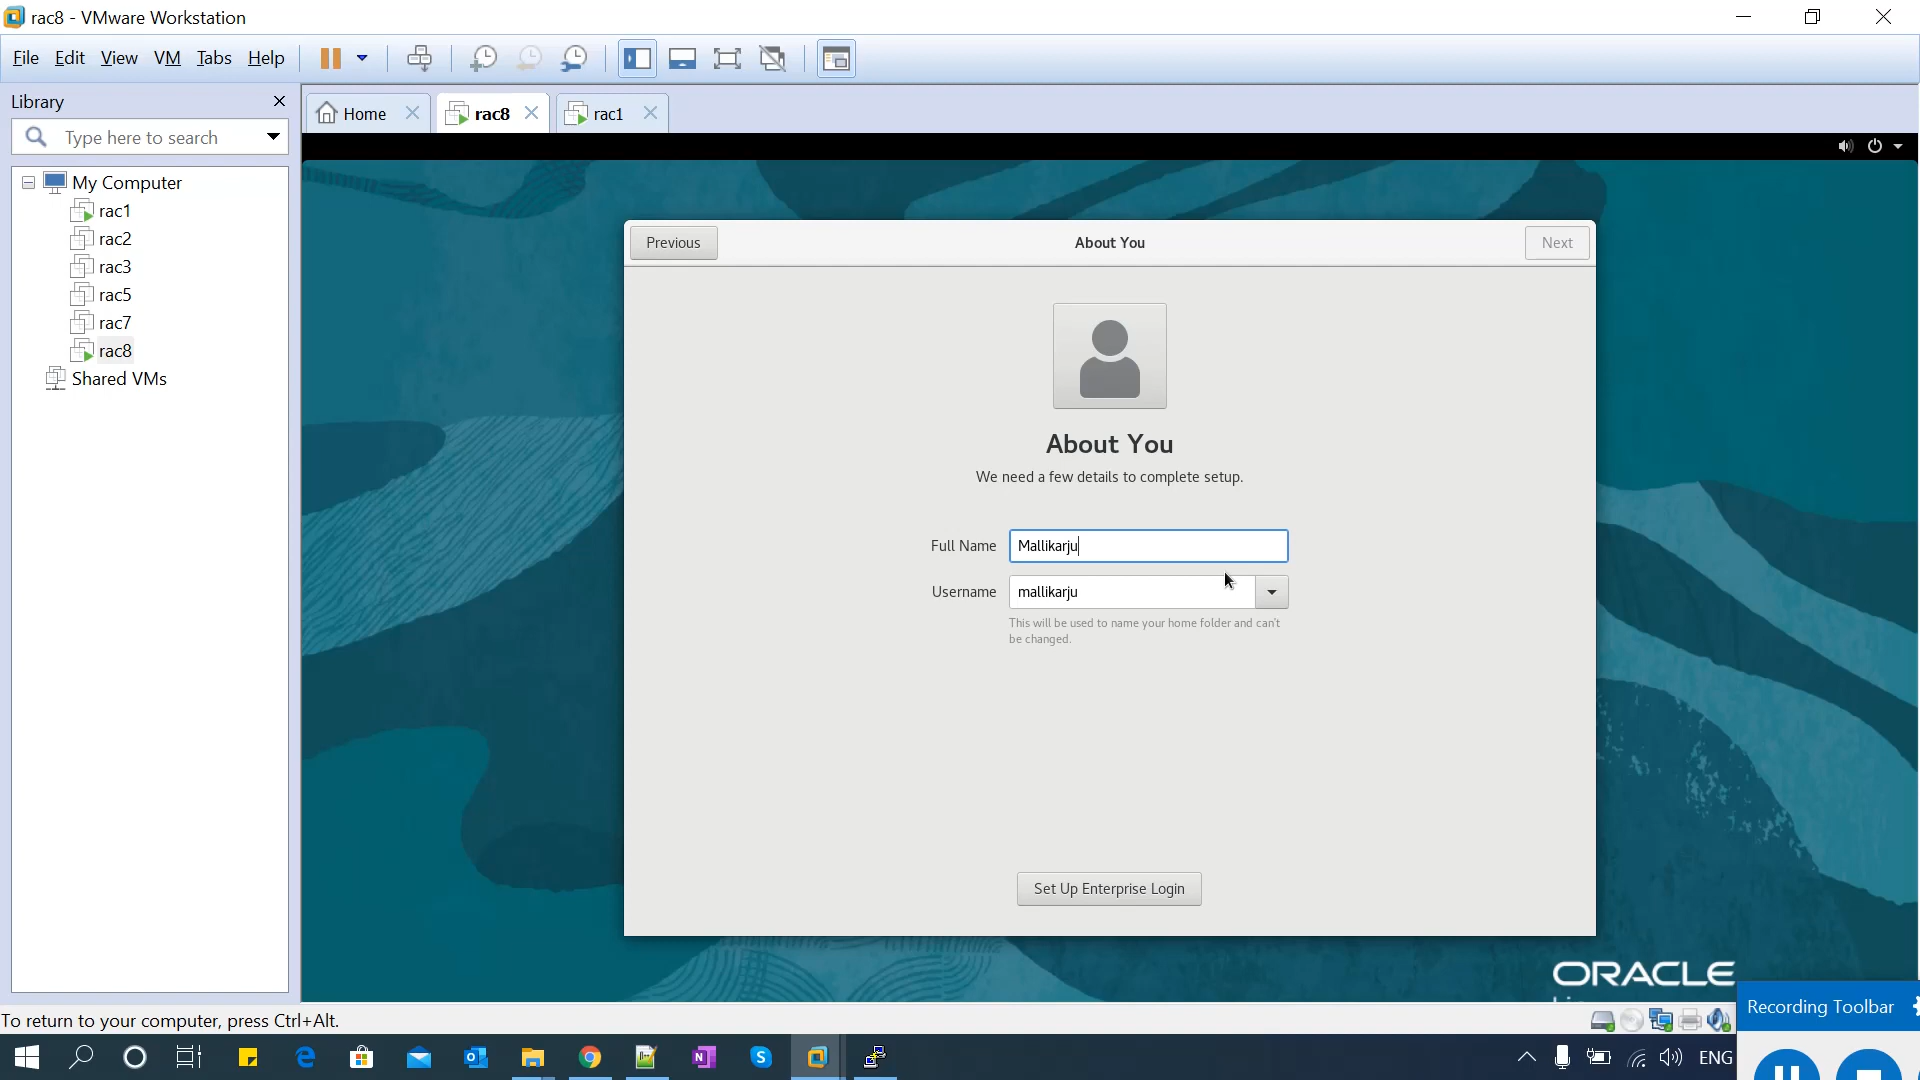 rac8 - VMware Workstation
File Edit View VM Tabs Help
Library
Type here to search
My Computer
rac1
rac2
rac3
rac5
rac7
rac8
Shared VMs
Home rac8 rac1
Previous About You Next
About You
We need a few details to complete setup.
Full Name Mallikarju
Username mallikarju
This will be used to name your home folder and can't
be changed.
Set Up Enterprise Login
ORACLE
To return to your computer, press Ctrl+Alt.
Recording Toolbar
ENG